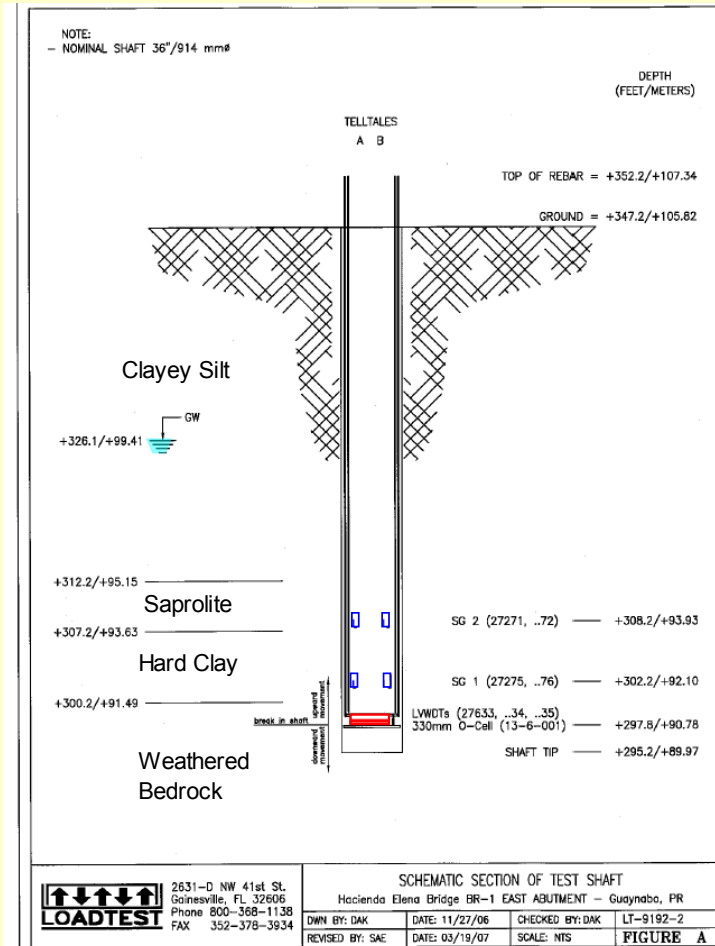 NOTE:
- NOMINAL SHAFT 36"/914 mmø
DEPTH
(FEET/METERS)
TELLTALES
A B
TOP OF REBAR = +352.2/+107.34
GROUND = +347.2/+105.82
Clayey Silt
GW
+326.1/+99.41
+312.2/+95.15
Saprolite
SG 2 (27271, ..72) +308.2/+93.93
+307.2/+93.63
Hard Clay
SG 1 (27275, ..76) +302.2/+92.10
+300.2/+91.49
upward
movement
break in shaft
LVWDTs (27633, ..34, ..35)
330mm O-Cell (13-6-001) +297.8/+90.78
downward
movement
SHAFT TIP +295.2/+89.97
Weathered
Bedrock
LOADTEST
2631-D NW 41st St.
Gainesville, FL 32606
Phone 800-368-1138
FAX 352-378-3934
SCHEMATIC SECTION OF TEST SHAFT
Hacienda Elena Bridge BR-1 EAST ABUTMENT - Guaynabo, PR
DWN BY: DAK DATE: 11/27/06 CHECKED BY: DAK LT-9192-2
REVISED BY: SAE DATE: 03/19/07 SCALE: NTS FIGURE A